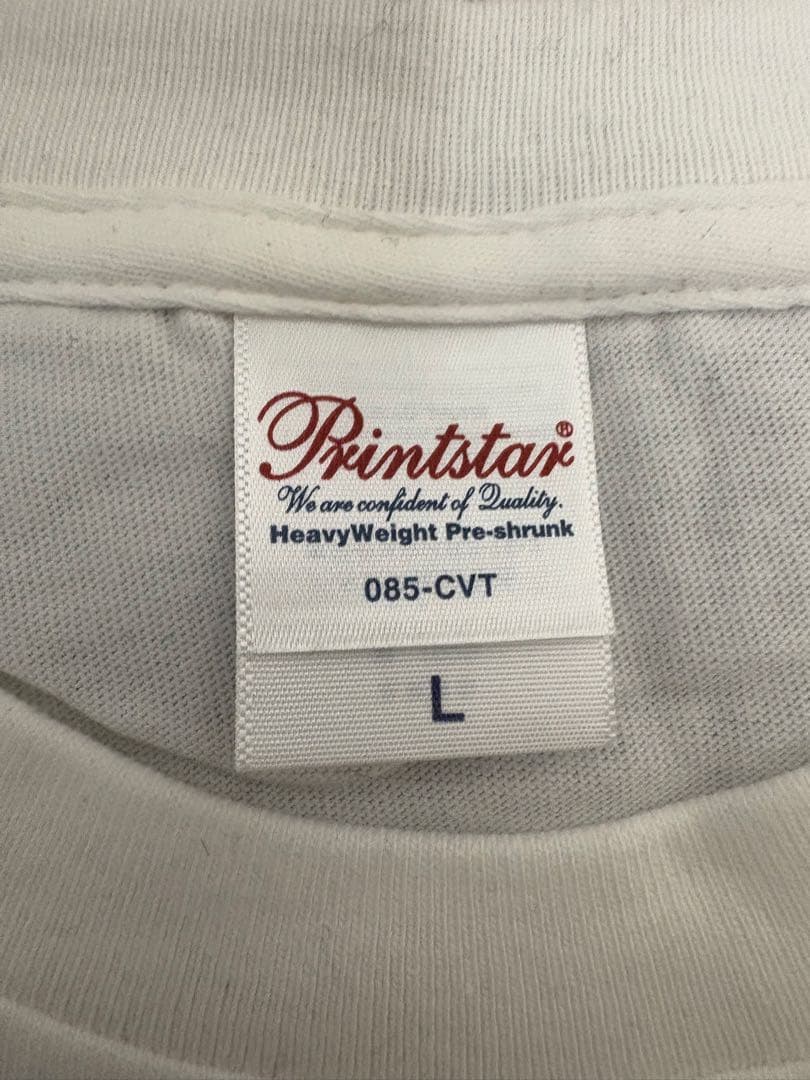 Printstar®
We are confident of Quality.
HeavyWeight Pre-shrunk
085-CVT
L